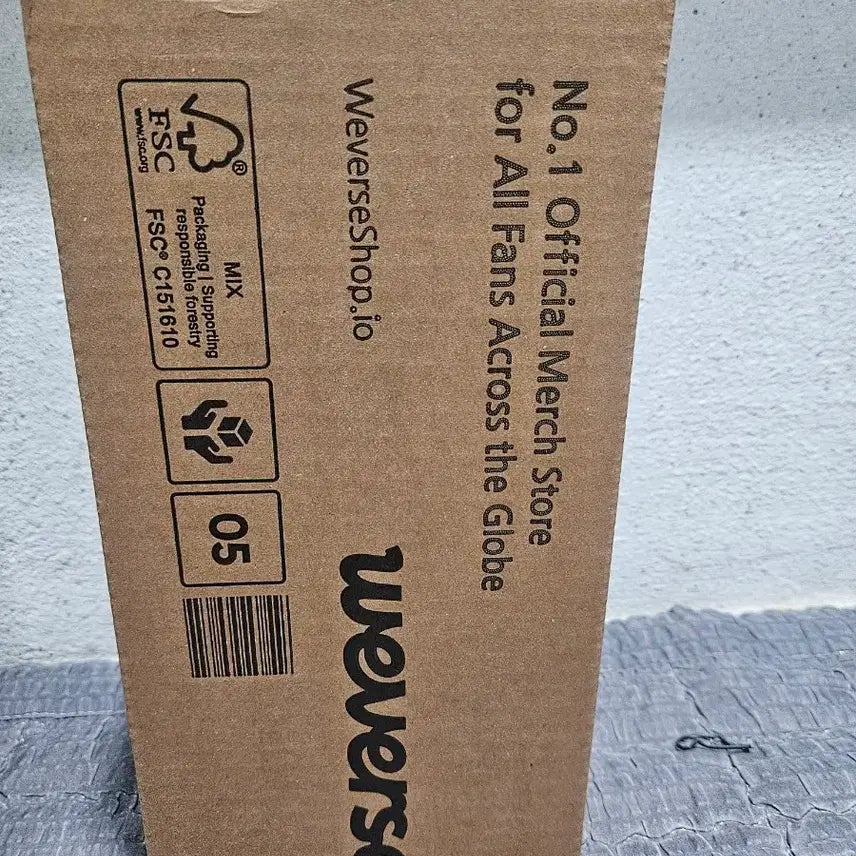 No.1 Official Merch Store
for All Fans Across the Globe
WeverseShop.io
weverse
FSC
www.fsc.org
MIX
Packaging | Supporting
responsible forestry
FSC® C151610
05